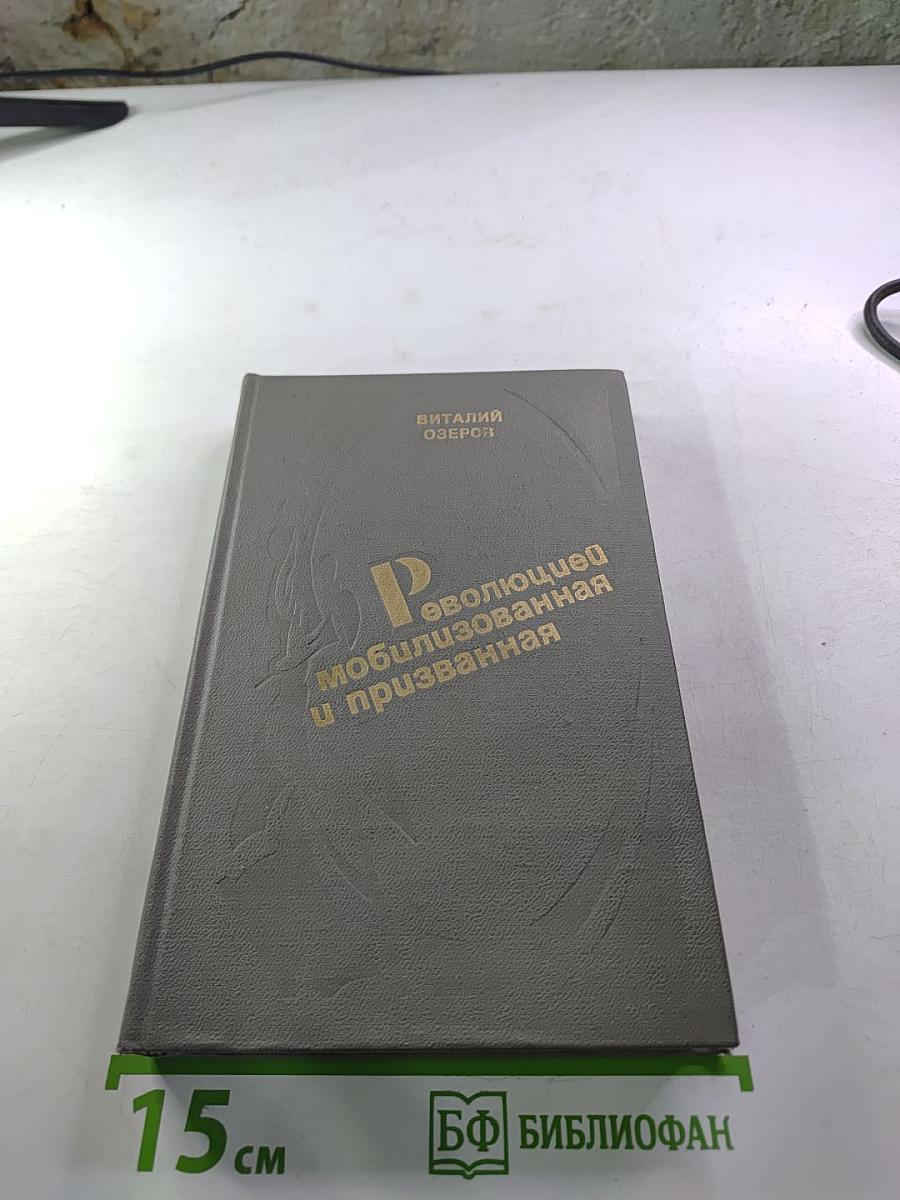 ВИТАЛИЙ
ОЗЕРОВ
Революцией
мобилизованная
и призванная
15 см
БФ БИБЛИОФАН